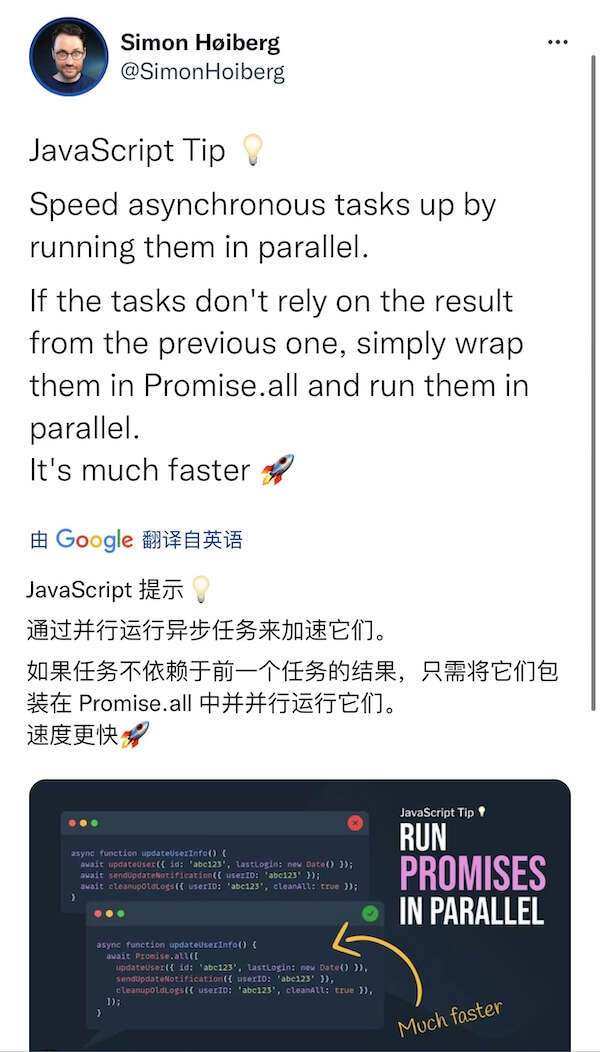 Simon Høiberg
@SimonHoiberg
JavaScript Tip 💡
Speed asynchronous tasks up by
running them in parallel.
If the tasks don't rely on the result
from the previous one, simply wrap
them in Promise.all and run them in
parallel.
It's much faster 🚀
由 Google 翻译自英语
JavaScript 提示💡
通过并行运行异步任务来加速它们。
如果任务不依赖于前一个任务的结果，只需将它们包
装在 Promise.all 中并并行运行它们。
速度更快🚀
async function updateUserInfo() {
await updateUser({ id: 'abc123', lastLogin: new Date() });
await sendUpdateNotification({ userID: 'abc123' });
await cleanupOldLogs({ userID: 'abc123', cleanAll: true });
}
async function updateUserInfo() {
await Promise.all([
updateUser({ id: 'abc123', lastLogin: new Date() }),
sendUpdateNotification({ userID: 'abc123' }),
cleanupOldLogs({ userID: 'abc123', cleanAll: true }),
]);
}
JavaScript Tip 💡
RUN
PROMISES
IN PARALLEL
Much faster